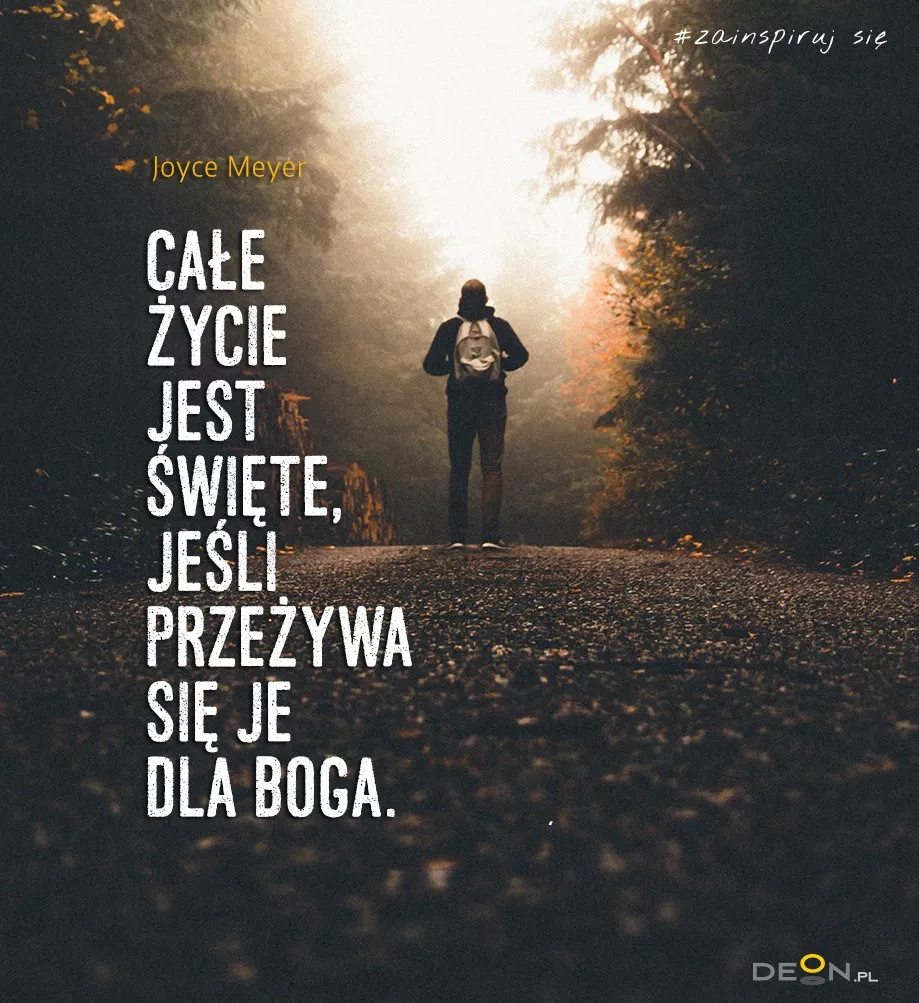 #zainspiruj się
Joyce Meyer
CAŁE
ŻYCIE
JEST
ŚWIĘTE,
JEŚLI
PRZEŻYWA
SIĘ JE
DLA BOGA.
DEON.PL